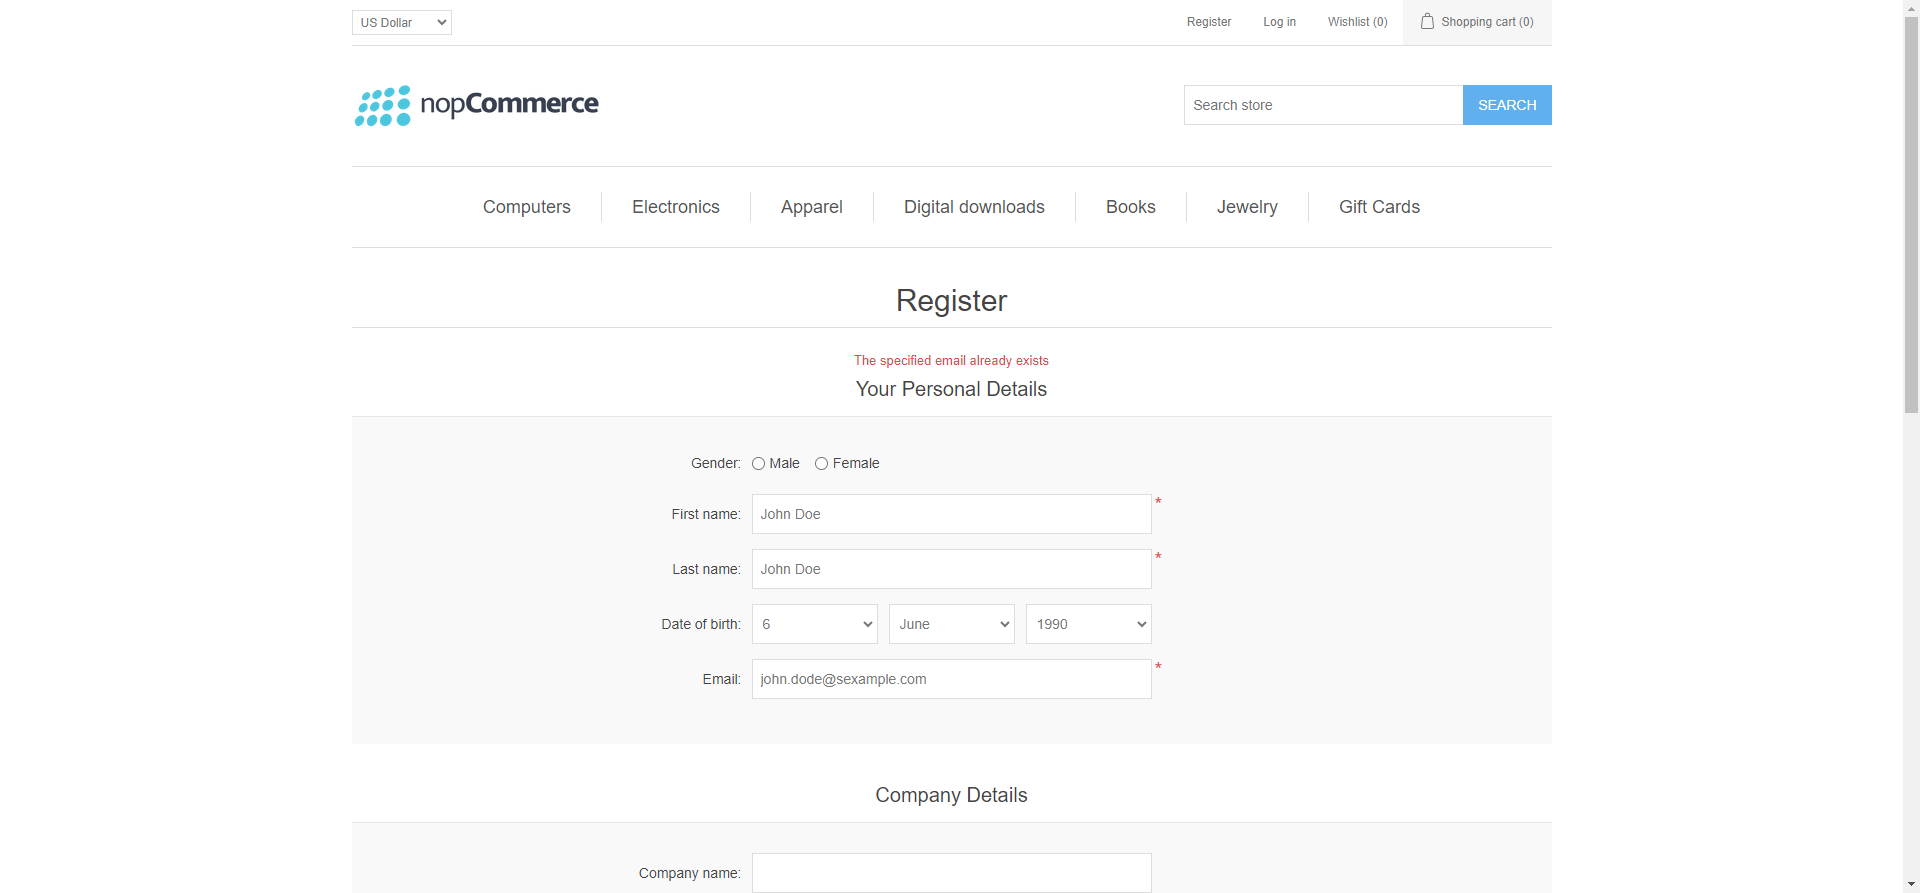 US Dollar Register Log in Wishlist (0) Shopping cart (0)
nopCommerce Search store SEARCH
Computers Electronics Apparel Digital downloads Books Jewelry Gift Cards
Register
The specified email already exists
Your Personal Details
Gender: Male Female
First name: John Doe *
Last name: John Doe *
Date of birth: 6 June 1990
Email: john.dode@sexample.com *
Company Details
Company name: